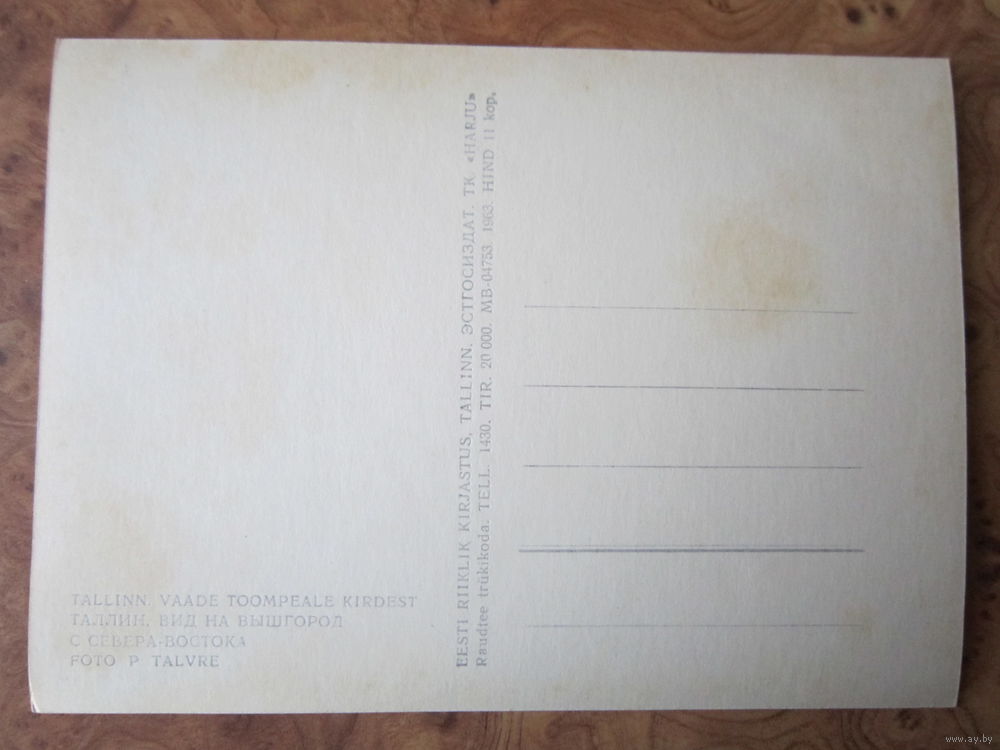 TALLINN. VAADE TOOMPEALE KIRDEST
ТАЛЛИН. ВИД НА ВЫШГОРОД
С СЕВЕРА-ВОСТОКА
FOTO P. TALVRE
EESTI RIIKLIK KIRJASTUS, TALLINN. ЭСТГОСИЗДАТ. TK. «HARJU»
Raudtee trükikoda. TELL. 1430. TIR. 20 000. MB-04753. 1963. HIND 11 kop.
www.ay.by